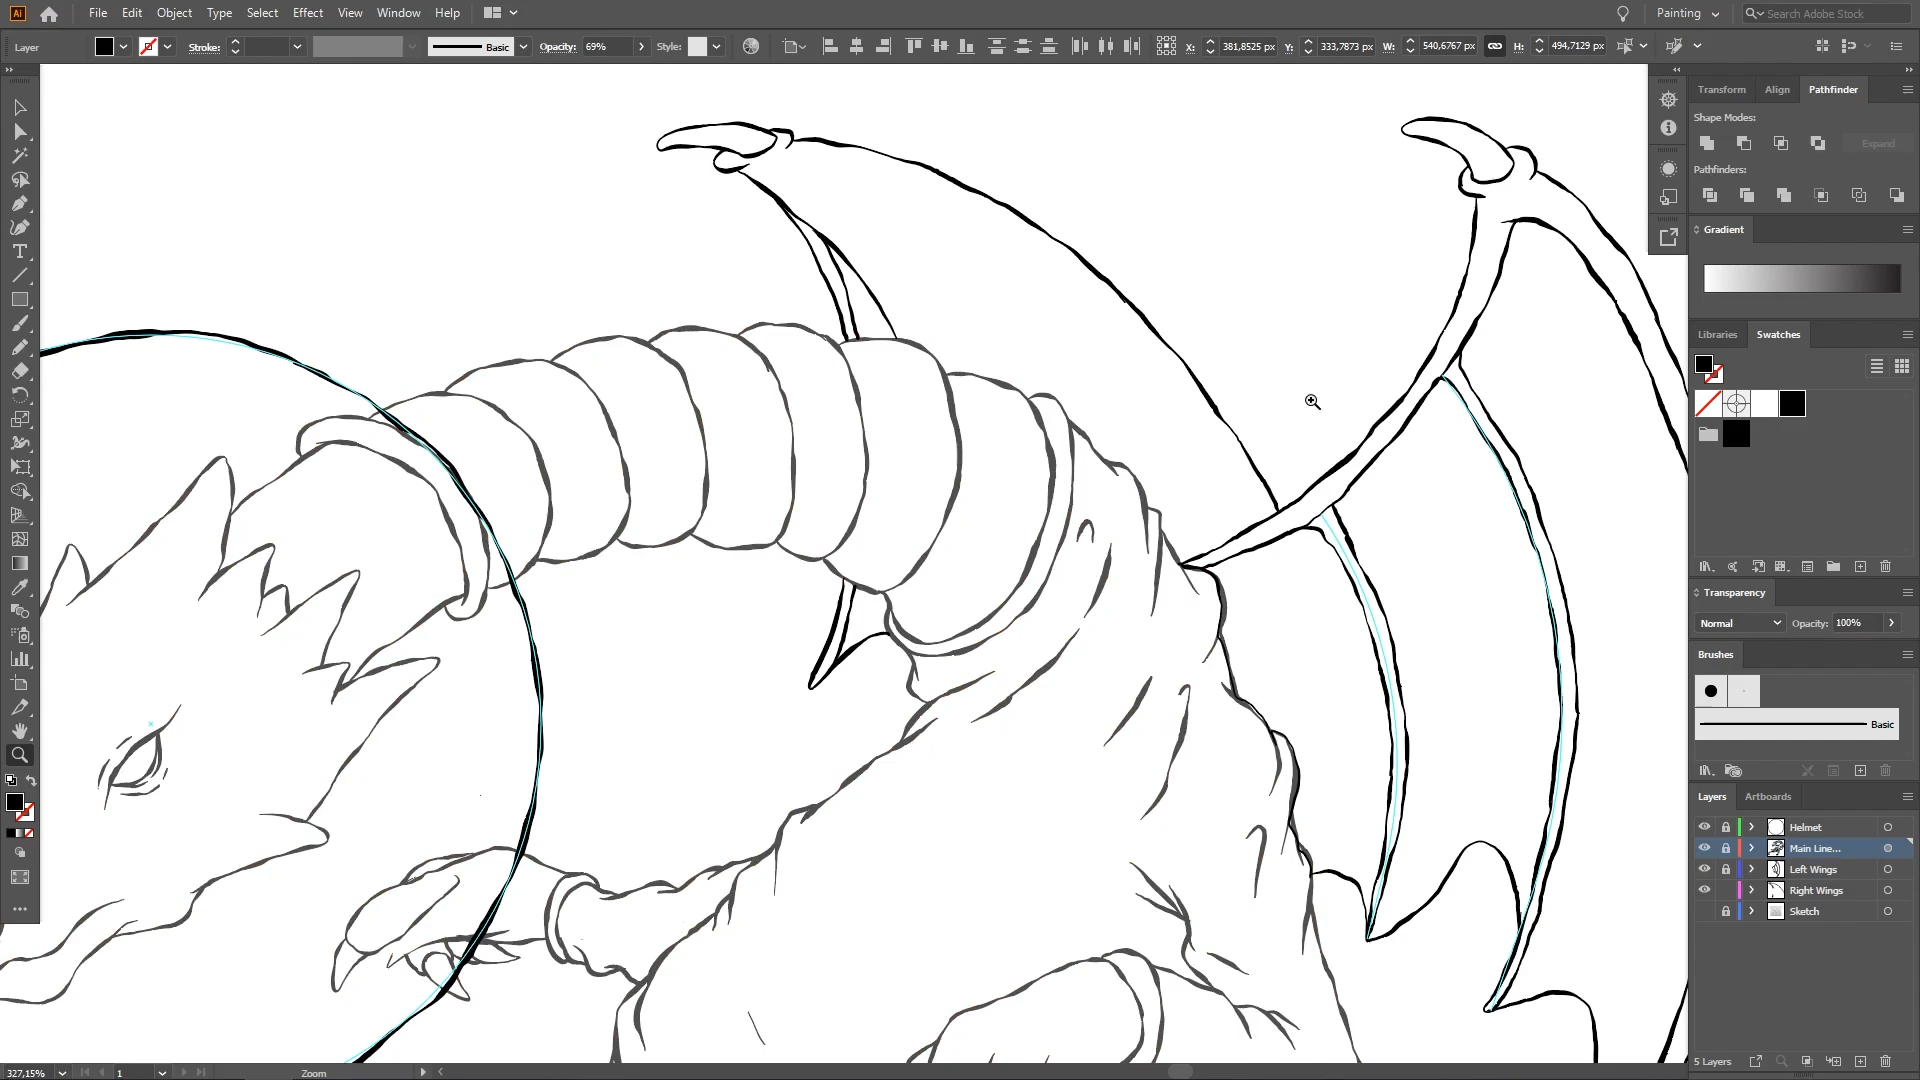 Ai File Edit Object Type Select Effect View Window Help Painting Search Adobe Stock
Layer Stroke: Basic Opacity: 69% Style: X: 381,8525 px Y: 333,7873 px W: 540,6767 px H: 494,7129 px
Transform Align Pathfinder
Shape Modes:
Expand
Pathfinders:
Gradient
Libraries Swatches
Transparency
Normal Opacity: 100%
Brushes
Basic
Layers Artboards
Helmet
Main Line...
Left Wings
Right Wings
Sketch
5 Layers
327,15% 1 Zoom